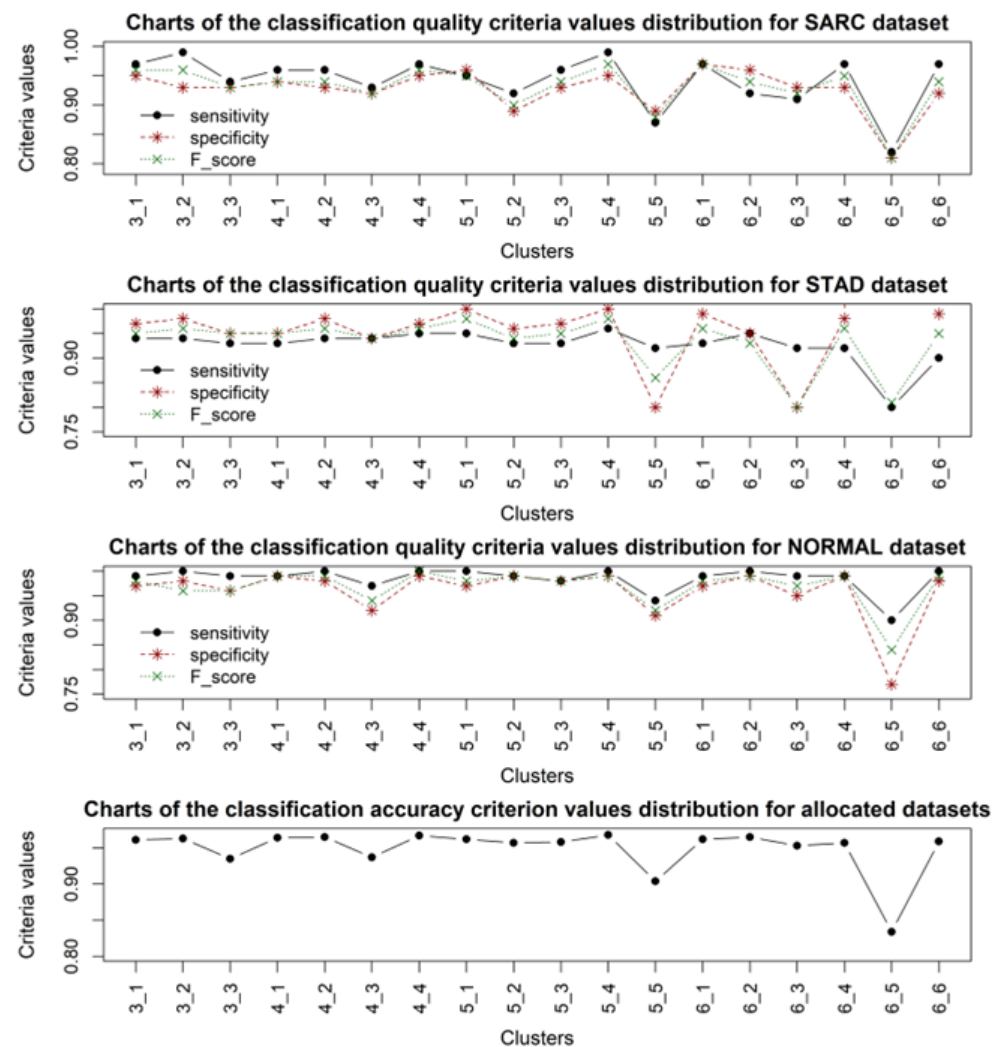 Charts of the classification quality criteria values distribution for SARC dataset
Criteria values
1.00
0.90
0.80
sensitivity
specificity
F_score
3_1 3_2 3_3 4_1 4_2 4_3 4_4 5_1 5_2 5_3 5_4 5_5 6_1 6_2 6_3 6_4 6_5 6_6
Clusters
Charts of the classification quality criteria values distribution for STAD dataset
Criteria values
0.90
0.75
sensitivity
specificity
F_score
3_1 3_2 3_3 4_1 4_2 4_3 4_4 5_1 5_2 5_3 5_4 5_5 6_1 6_2 6_3 6_4 6_5 6_6
Clusters
Charts of the classification quality criteria values distribution for NORMAL dataset
Criteria values
0.90
0.75
sensitivity
specificity
F_score
3_1 3_2 3_3 4_1 4_2 4_3 4_4 5_1 5_2 5_3 5_4 5_5 6_1 6_2 6_3 6_4 6_5 6_6
Clusters
Charts of the classification accuracy criterion values distribution for allocated datasets
Criteria values
0.90
0.80
3_1 3_2 3_3 4_1 4_2 4_3 4_4 5_1 5_2 5_3 5_4 5_5 6_1 6_2 6_3 6_4 6_5 6_6
Clusters